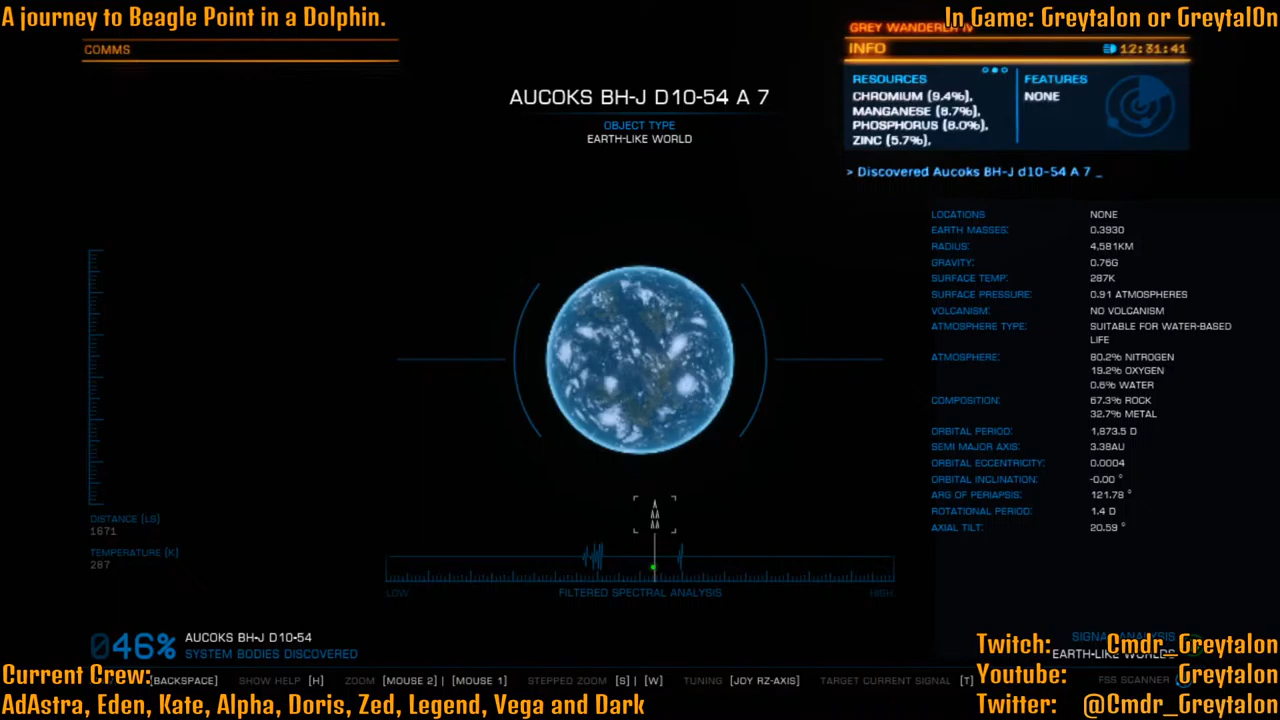 A journey to Beagle Point in a Dolphin.
In Game: Greytalon or Greytal0n
COMMS
INFO
12:31:41
RESOURCES
CHROMIUM (9.4%),
MANGANESE (8.7%),
PHOSPHORUS (8.0%),
ZINC (5.7%),
FEATURES
NONE
> Discovered Aucoks BH-J d10-54 A 7 _
AUCOKS BH-J D10-54 A 7
OBJECT TYPE
EARTH-LIKE WORLD
LOCATIONS NONE
EARTH MASSES: 0.3930
RADIUS: 4,581KM
GRAVITY: 0.76G
SURFACE TEMP: 287K
SURFACE PRESSURE: 0.91 ATMOSPHERES
VOLCANISM: NO VOLCANISM
ATMOSPHERE TYPE: SUITABLE FOR WATER-BASED
LIFE
ATMOSPHERE: 80.2% NITROGEN
19.2% OXYGEN
0.6% WATER
COMPOSITION: 67.3% ROCK
32.7% METAL
ORBITAL PERIOD: 1,873.5 D
SEMI MAJOR AXIS: 3.38AU
ORBITAL ECCENTRICITY: 0.0004
ORBITAL INCLINATION: -0.00 °
ARG OF PERIAPSIS: 121.78 °
ROTATIONAL PERIOD: 1.4 D
AXIAL TILT: 20.59 °
DISTANCE (LS)
1671
TEMPERATURE (K)
287
LOW
FILTERED SPECTRAL ANALYSIS
HIGH
046%
AUCOKS BH-J D10-54
SYSTEM BODIES DISCOVERED
EARTH-LIKE WORLDS
Twitch: Cmdr_Greytalon
Youtube: Greytalon
Twitter: @Cmdr_Greytalon
Current Crew:
AdAstra, Eden, Kate, Alpha, Doris, Zed, Legend, Vega and Dark
[BACKSPACE] SHOW HELP [H] ZOOM [MOUSE 2] | [MOUSE 1] STEPPED ZOOM [S] | [W] TUNING [JOY RZ-AXIS] TARGET CURRENT SIGNAL [T] FSS SCANNER